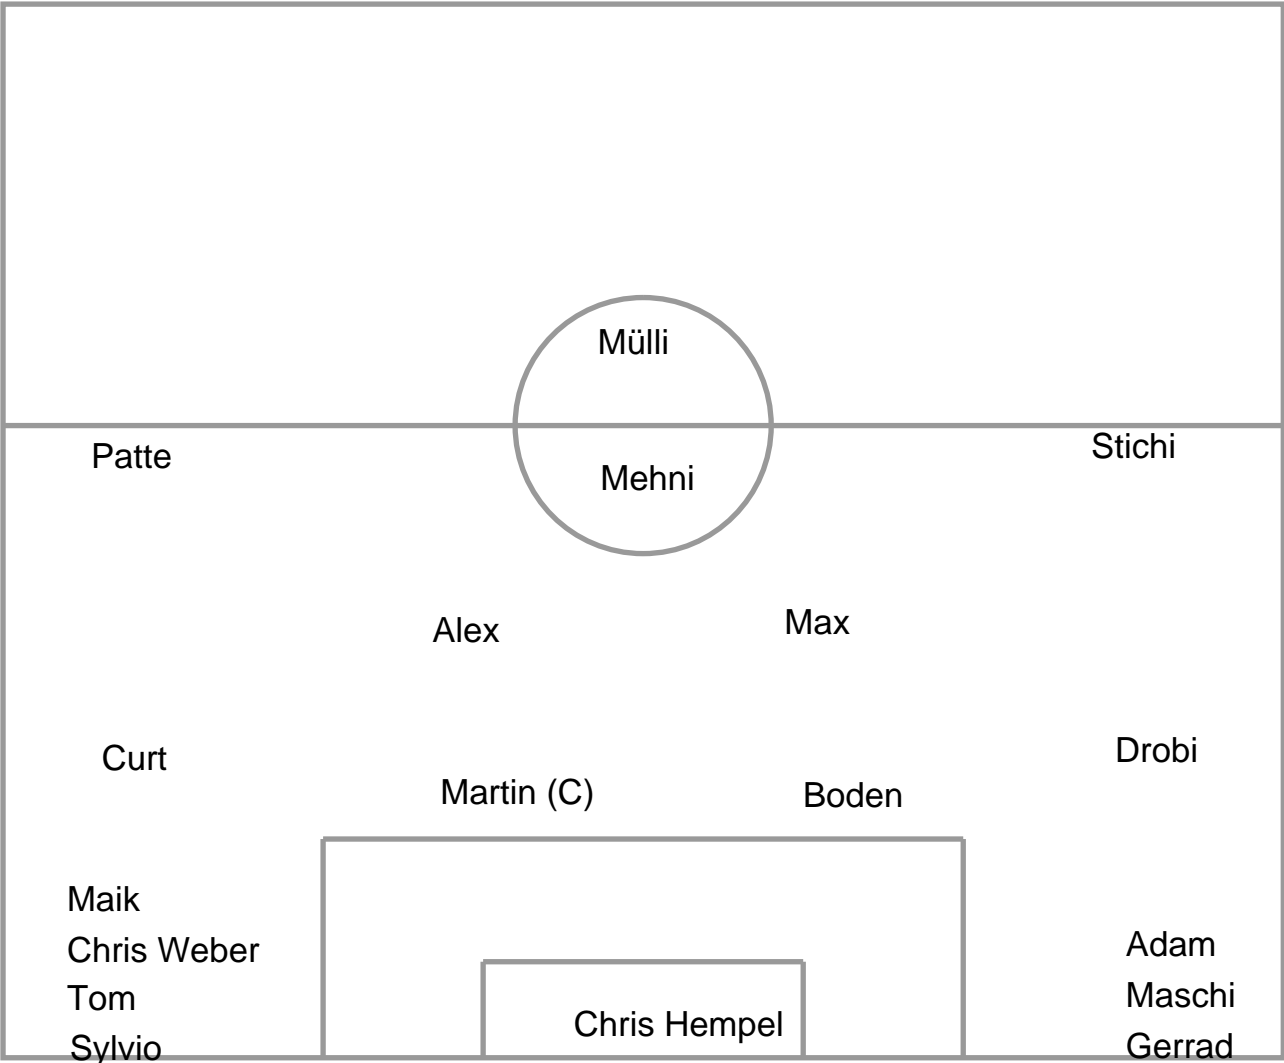 Mülli
Patte
Stichi
Mehni
Alex
Max
Curt
Drobi
Martin (C)
Boden
Maik
Chris Weber
Tom
Sylvio
Adam
Maschi
Gerrad
Chris Hempel